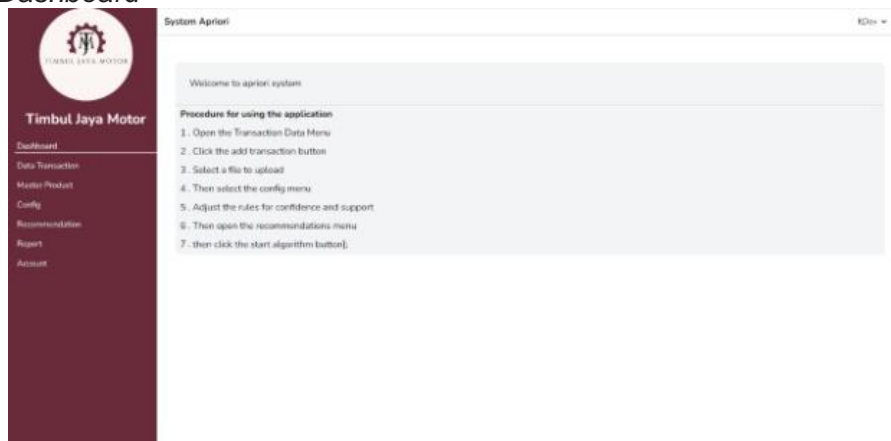 Dashboard
System Apriori
TIMBUL JAYA MOTOR
Timbul Jaya Motor
Dashboard
Data Transaction
Master Product
Config
Recommendation
Report
Account
Welcome to apriori system
Procedure for using the application
1 . Open the Transaction Data Menu
2 . Click the add transaction button
3 . Select a file to upload
4 . Then select the config menu
5 . Adjust the rules for confidence and support
6 . Then open the recommendations menu
7 . then click the start algorithm button];